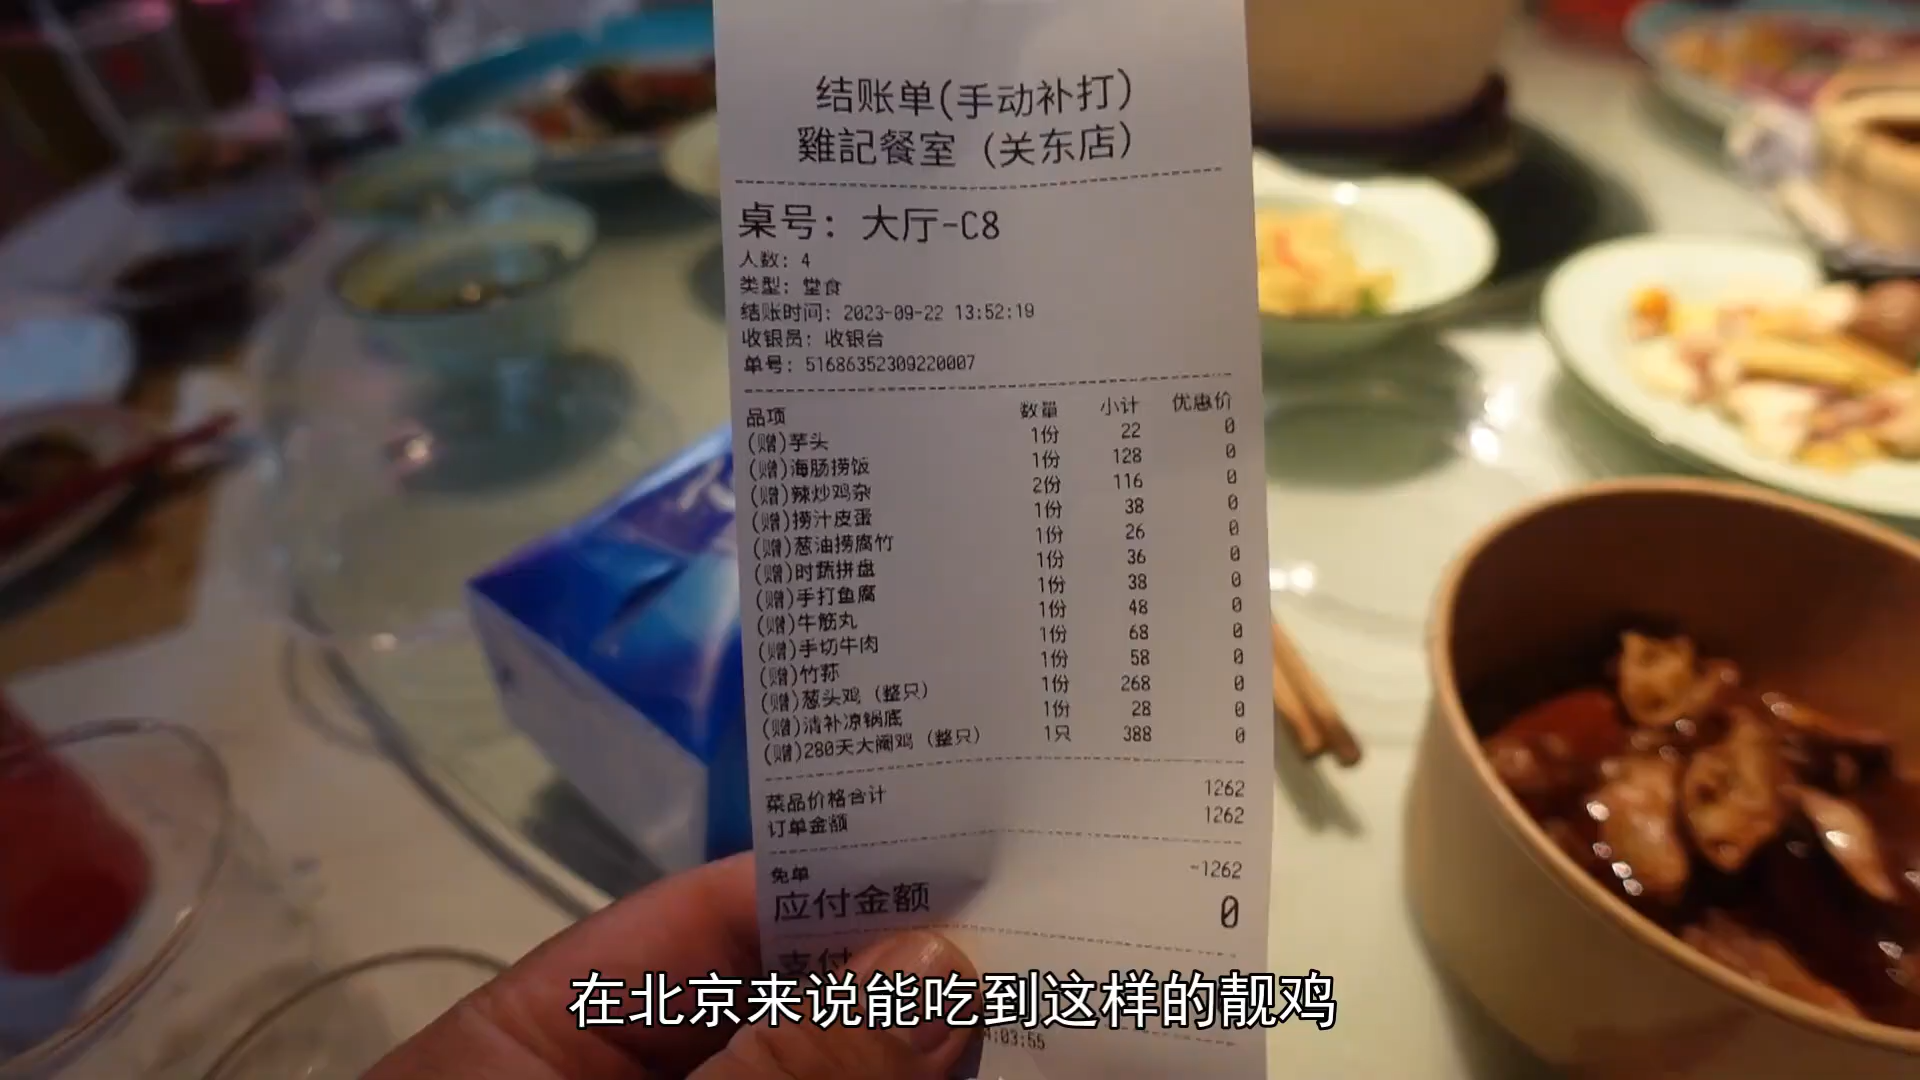 结账单(手动补打)
雞記餐室（关东店）
桌号：大厅-C8
人数：4
类型：堂食
结账时间：2023-09-22 13:52:19
收银员：收银台
单号：51686352309220007
品项 数量 小计 优惠价
(赠)芋头 1份 22 0
(赠)海肠捞饭 1份 128 0
(赠)辣炒鸡杂 2份 116 0
(赠)捞汁皮蛋 1份 38 0
(赠)葱油捞腐竹 1份 26 0
(赠)时蔬拼盘 1份 36 0
(赠)手打鱼腐 1份 38 0
(赠)牛筋丸 1份 48 0
(赠)手切牛肉 1份 68 0
(赠)竹荪 1份 58 0
(赠)葱头鸡（整只） 1份 268 0
(赠)清补凉锅底 1份 28 0
(赠)280天大阉鸡（整只） 1只 388 0
菜品价格合计 1262
订单金额 1262
免单 -1262
应付金额 0
支付
在北京来说能吃到这样的靓鸡
:03:55